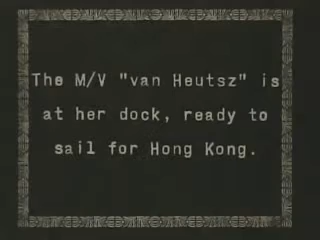 The M/V "van Heutsz" is
at her dock, ready to
sail for Hong Kong.